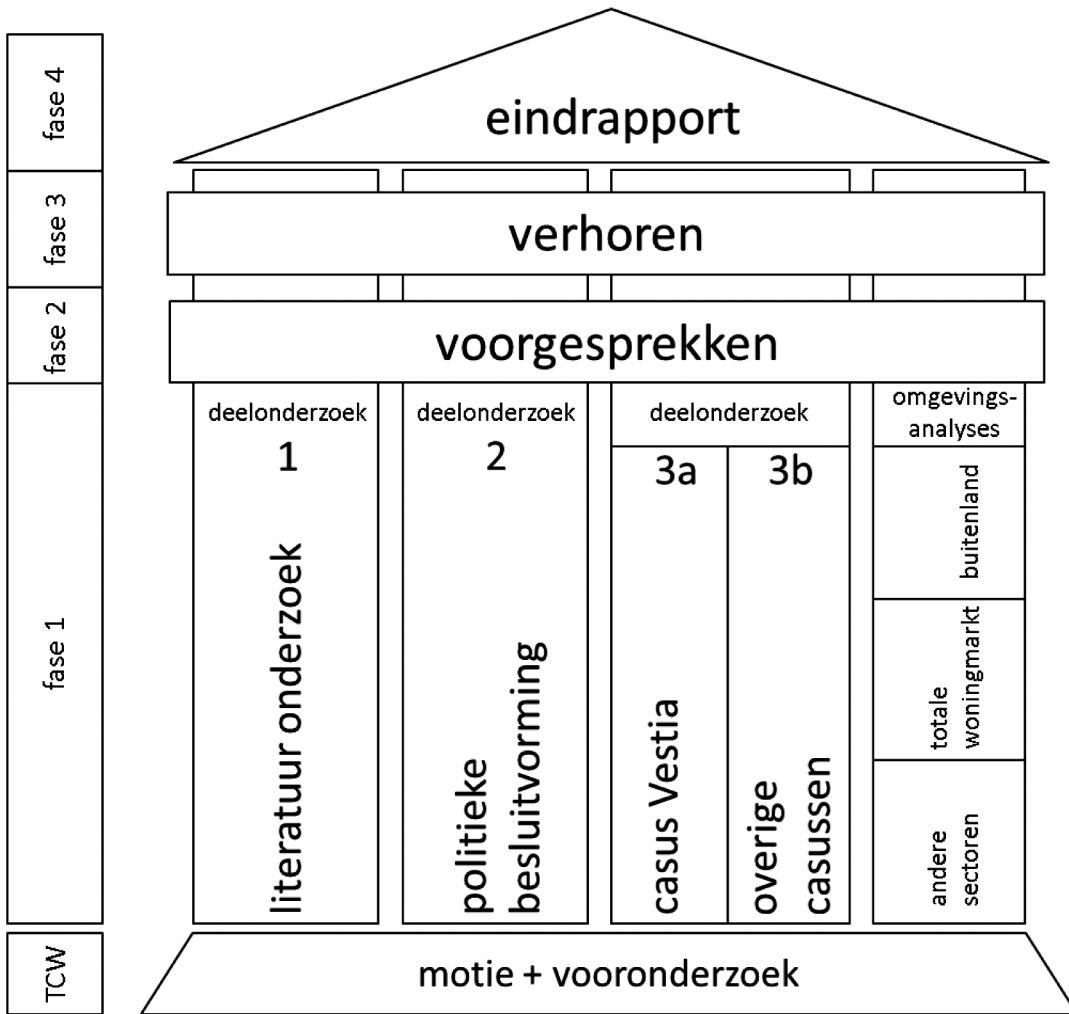 fase 4
eindrapport
fase 3
verhoren
fase 2
voorgesprekken
fase 1
deelonderzoek
1
literatuur onderzoek
deelonderzoek
2
politieke
besluitvorming
deelonderzoek
3a
casus Vestia
3b
overige
casussen
omgevings-
analyses
buitenland
totale
woningmarkt
andere
sectoren
TCW
motie + vooronderzoek